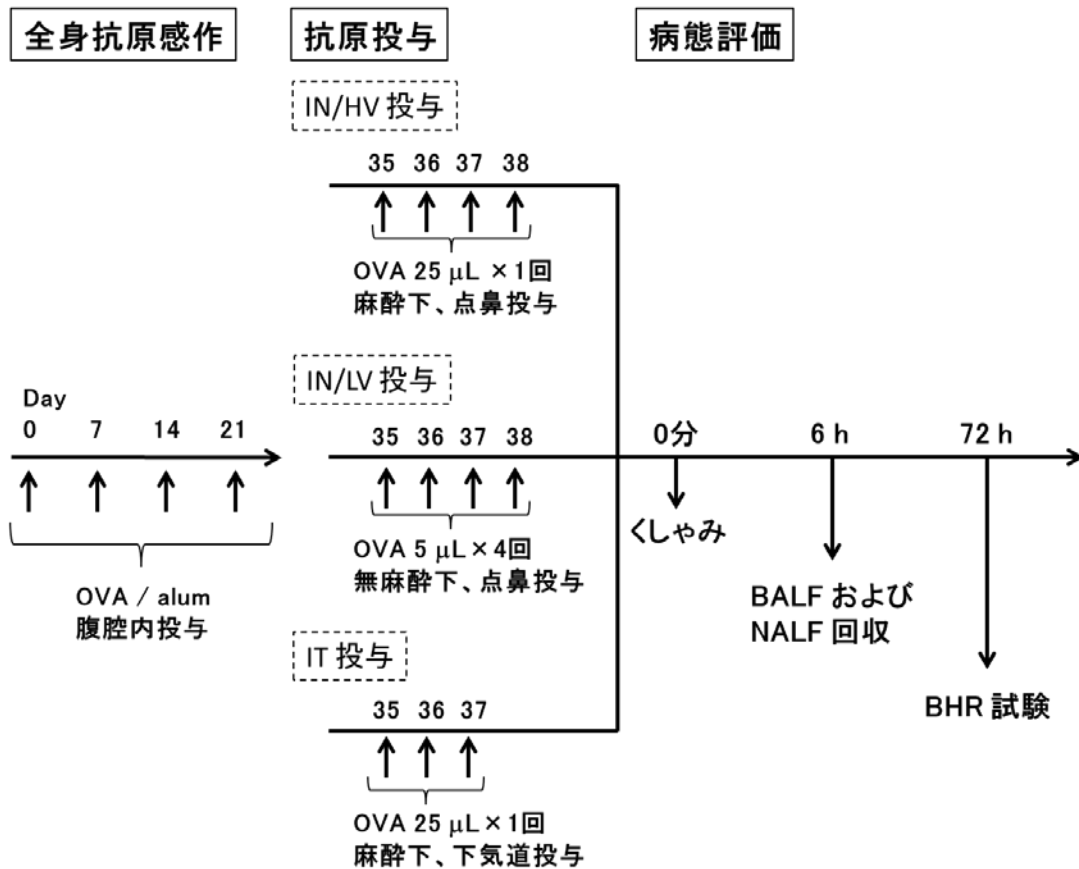 全身抗原感作
抗原投与
病態評価
IN/HV 投与
35 36 37 38
OVA 25 μL ×1回
麻酔下、点鼻投与
IN/LV 投与
35 36 37 38
OVA 5 μL×4回
無麻酔下、点鼻投与
IT 投与
35 36 37
OVA 25 μL×1回
麻酔下、下気道投与
Day
0 7 14 21
OVA / alum
腹腔内投与
0分 6 h 72 h
くしゃみ
BALF および
NALF 回収
BHR 試験